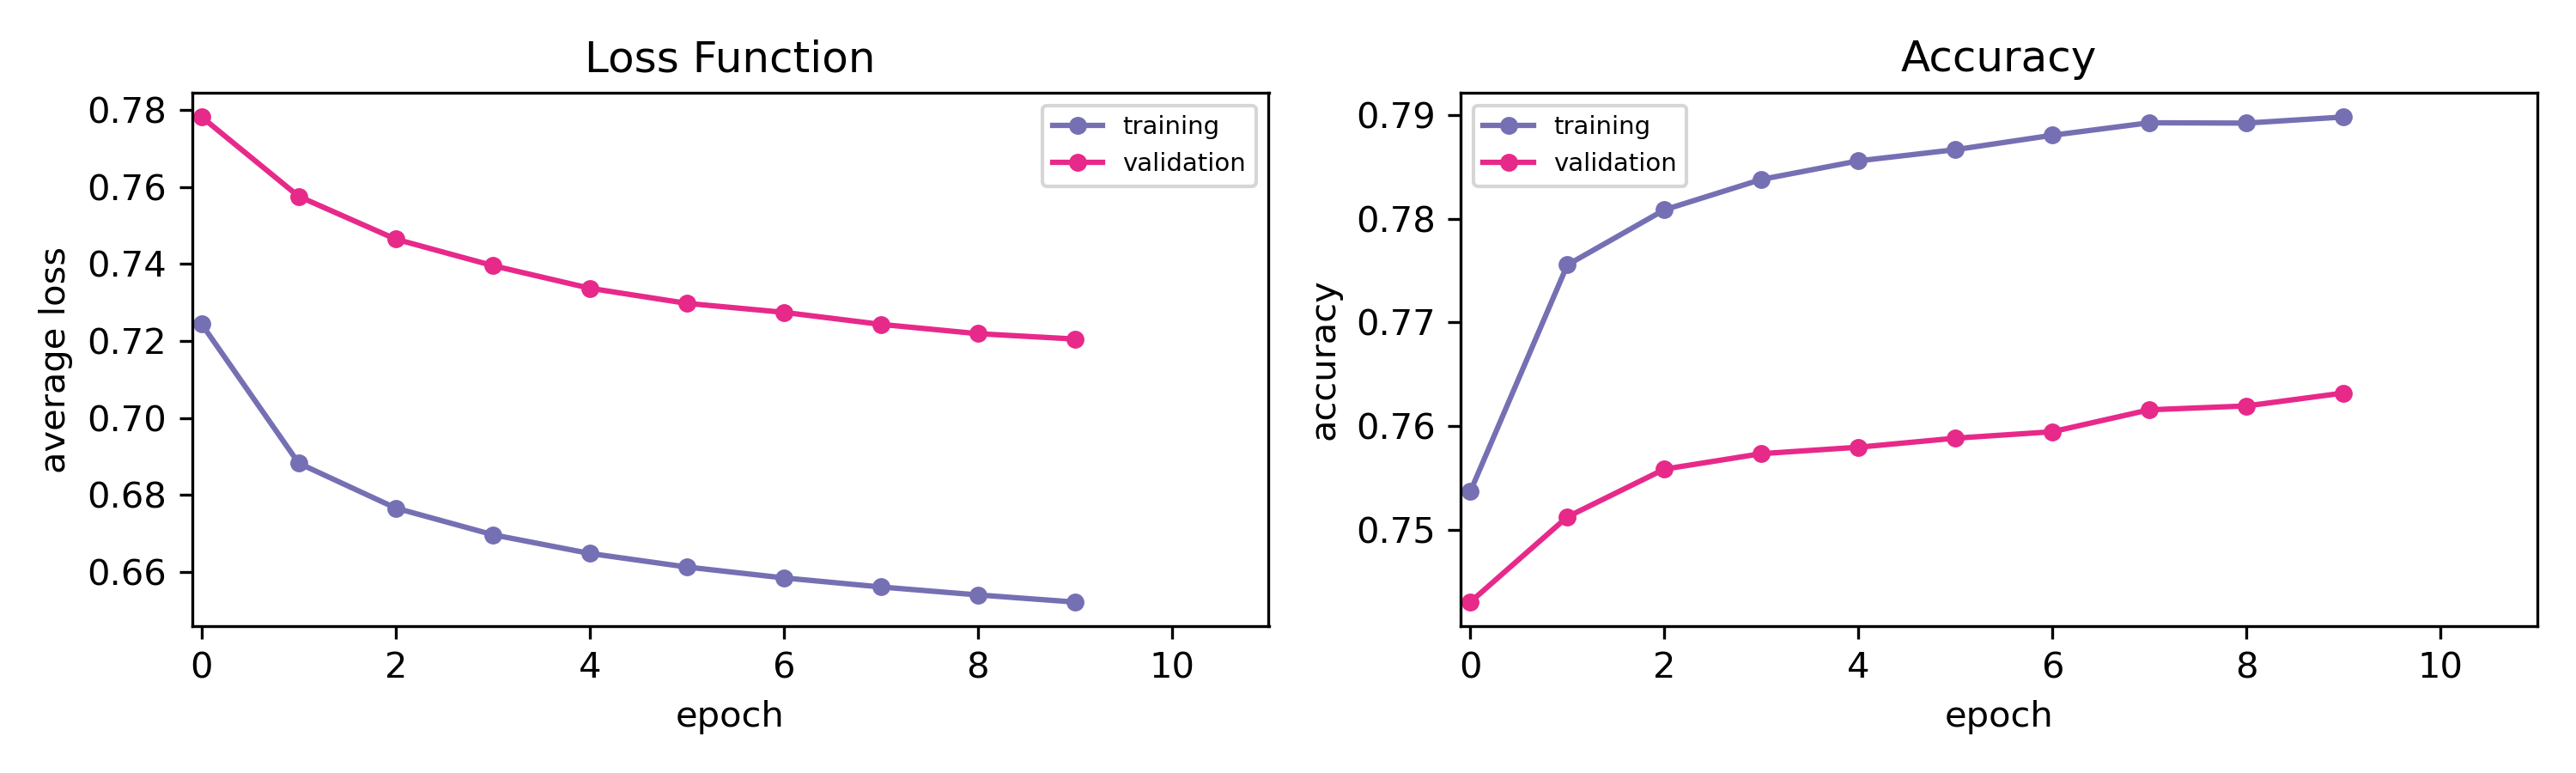 Loss Function
0.78
0.76
0.74
0.72
0.70
0.68
0.66
average loss
training
validation
0 2 4 6 8 10
epoch
Accuracy
0.79
0.78
0.77
0.76
0.75
accuracy
training
validation
0 2 4 6 8 10
epoch